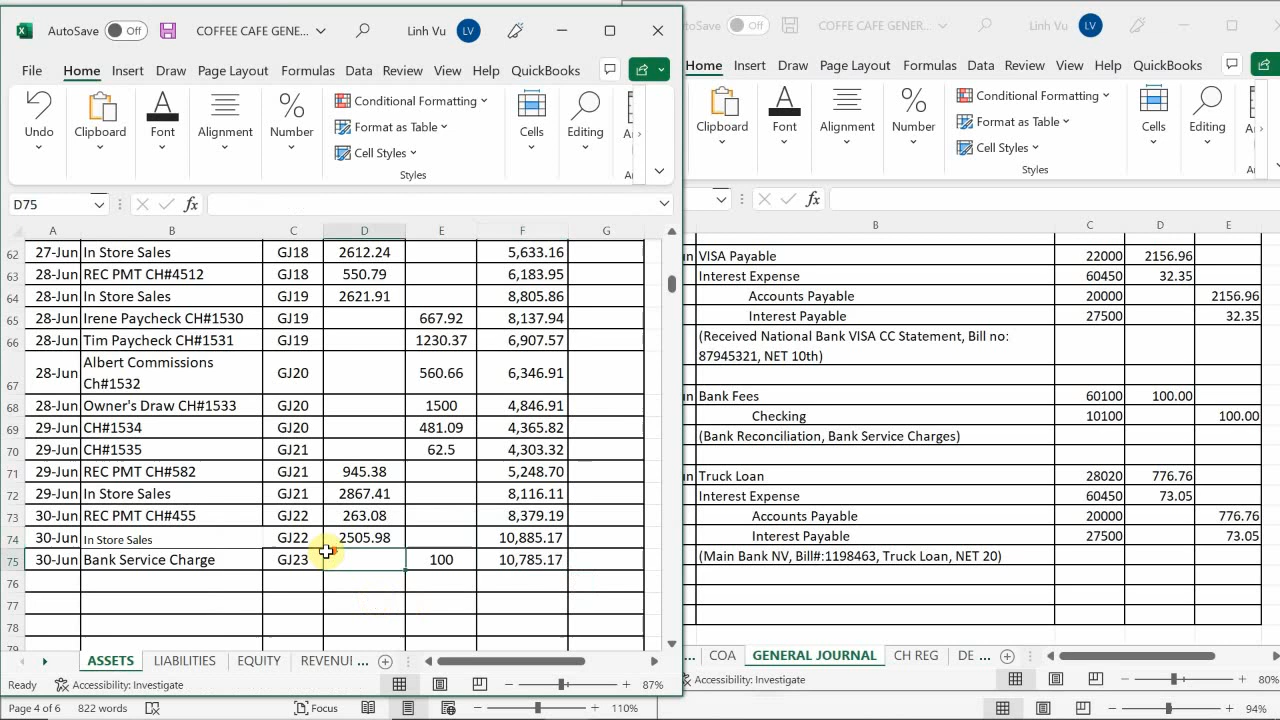 AutoSave Off COFFEE CAFE GENE... Linh Vu LV
File Home Insert Draw Page Layout Formulas Data Review View Help QuickBooks
Undo Clipboard Font Alignment Number Conditional Formatting Cells Editing
Format as Table
Cell Styles
Styles
D75 fx
A B C D E F G
62 27-Jun In Store Sales GJ18 2612.24 5,633.16
63 28-Jun REC PMT CH#4512 GJ18 550.79 6,183.95
64 28-Jun In Store Sales GJ19 2621.91 8,805.86
65 28-Jun Irene Paycheck CH#1530 GJ19 667.92 8,137.94
66 28-Jun Tim Paycheck CH#1531 GJ19 1230.37 6,907.57
Albert Commissions
67 28-Jun Ch#1532 GJ20 560.66 6,346.91
68 28-Jun Owner's Draw CH#1533 GJ20 1500 4,846.91
69 29-Jun CH#1534 GJ20 481.09 4,365.82
70 29-Jun CH#1535 GJ21 62.5 4,303.32
71 29-Jun REC PMT CH#582 GJ21 945.38 5,248.70
72 29-Jun In Store Sales GJ21 2867.41 8,116.11
73 30-Jun REC PMT CH#455 GJ22 263.08 8,379.19
74 30-Jun In Store Sales GJ22 2505.98 10,885.17
75 30-Jun Bank Service Charge GJ23 100 10,785.17
76
77
78
79
ASSETS LIABILITIES EQUITY REVENUI ...
Ready Accessibility: Investigate 87%
Page 4 of 6 822 words Focus 110%
Save Off COFFE CAFE GENER... Linh Vu LV
Home Insert Draw Page Layout Formulas Data Review View Help QuickBooks
Clipboard Font Alignment Number Conditional Formatting Cells Editing
Format as Table
Cell Styles
Styles
fx
B C D E
VISA Payable 22000 2156.96
Interest Expense 60450 32.35
Accounts Payable 20000 2156.96
Interest Payable 27500 32.35
(Received National Bank VISA CC Statement, Bill no:
87945321, NET 10th)
Bank Fees 60100 100.00
Checking 10100 100.00
(Bank Reconciliation, Bank Service Charges)
Truck Loan 28020 776.76
Interest Expense 60450 73.05
Accounts Payable 20000 776.76
Interest Payable 27500 73.05
(Main Bank NV, Bill#:1198463, Truck Loan, NET 20)
... COA GENERAL JOURNAL CH REG DE ...
Accessibility: Investigate 80%
94%